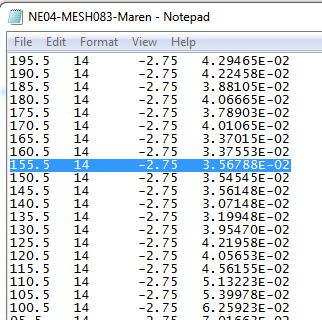 NE04-MESH083-Maren - Notepad
File Edit Format View Help
195.5 14 -2.75 4.29465E-02
190.5 14 -2.75 4.22458E-02
185.5 14 -2.75 3.88105E-02
180.5 14 -2.75 4.06665E-02
175.5 14 -2.75 3.78903E-02
170.5 14 -2.75 4.01065E-02
165.5 14 -2.75 3.37015E-02
160.5 14 -2.75 3.37553E-02
155.5 14 -2.75 3.56788E-02
150.5 14 -2.75 3.54545E-02
145.5 14 -2.75 3.56148E-02
140.5 14 -2.75 3.07148E-02
135.5 14 -2.75 3.19948E-02
130.5 14 -2.75 3.95470E-02
125.5 14 -2.75 4.21958E-02
120.5 14 -2.75 4.05653E-02
115.5 14 -2.75 4.56155E-02
110.5 14 -2.75 5.13223E-02
105.5 14 -2.75 5.39978E-02
100.5 14 -2.75 6.25923E-02